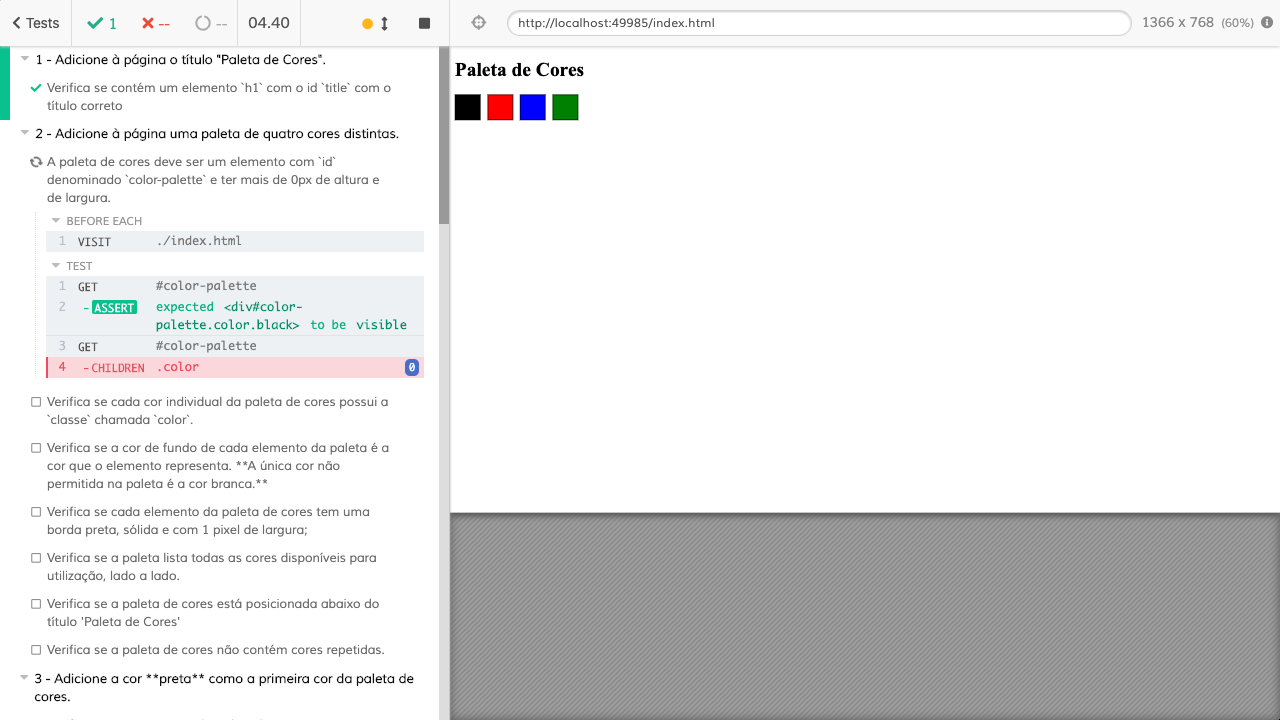 Tests
1
--
--
04.40
http://localhost:49985/index.html
1366 x 768 (60%)
1 - Adicione à página o título "Paleta de Cores".
Verifica se contém um elemento `h1` com o id `title` com o
título correto
2 - Adicione à página uma paleta de quatro cores distintas.
A paleta de cores deve ser um elemento com `id`
denominado `color-palette` e ter mais de 0px de altura e
de largura.
BEFORE EACH
1 VISIT ./index.html
TEST
1 GET #color-palette
2 -ASSERT expected <div#color-
palette.color.black> to be visible
3 GET #color-palette
4 -CHILDREN .color 0
Verifica se cada cor individual da paleta de cores possui a
`classe` chamada `color`.
Verifica se a cor de fundo de cada elemento da paleta é a
cor que o elemento representa. **A única cor não
permitida na paleta é a cor branca.**
Verifica se cada elemento da paleta de cores tem uma
borda preta, sólida e com 1 pixel de largura;
Verifica se a paleta lista todas as cores disponíveis para
utilização, lado a lado.
Verifica se a paleta de cores está posicionada abaixo do
título 'Paleta de Cores'
Verifica se a paleta de cores não contém cores repetidas.
3 - Adicione a cor **preta** como a primeira cor da paleta de
cores.
Paleta de Cores